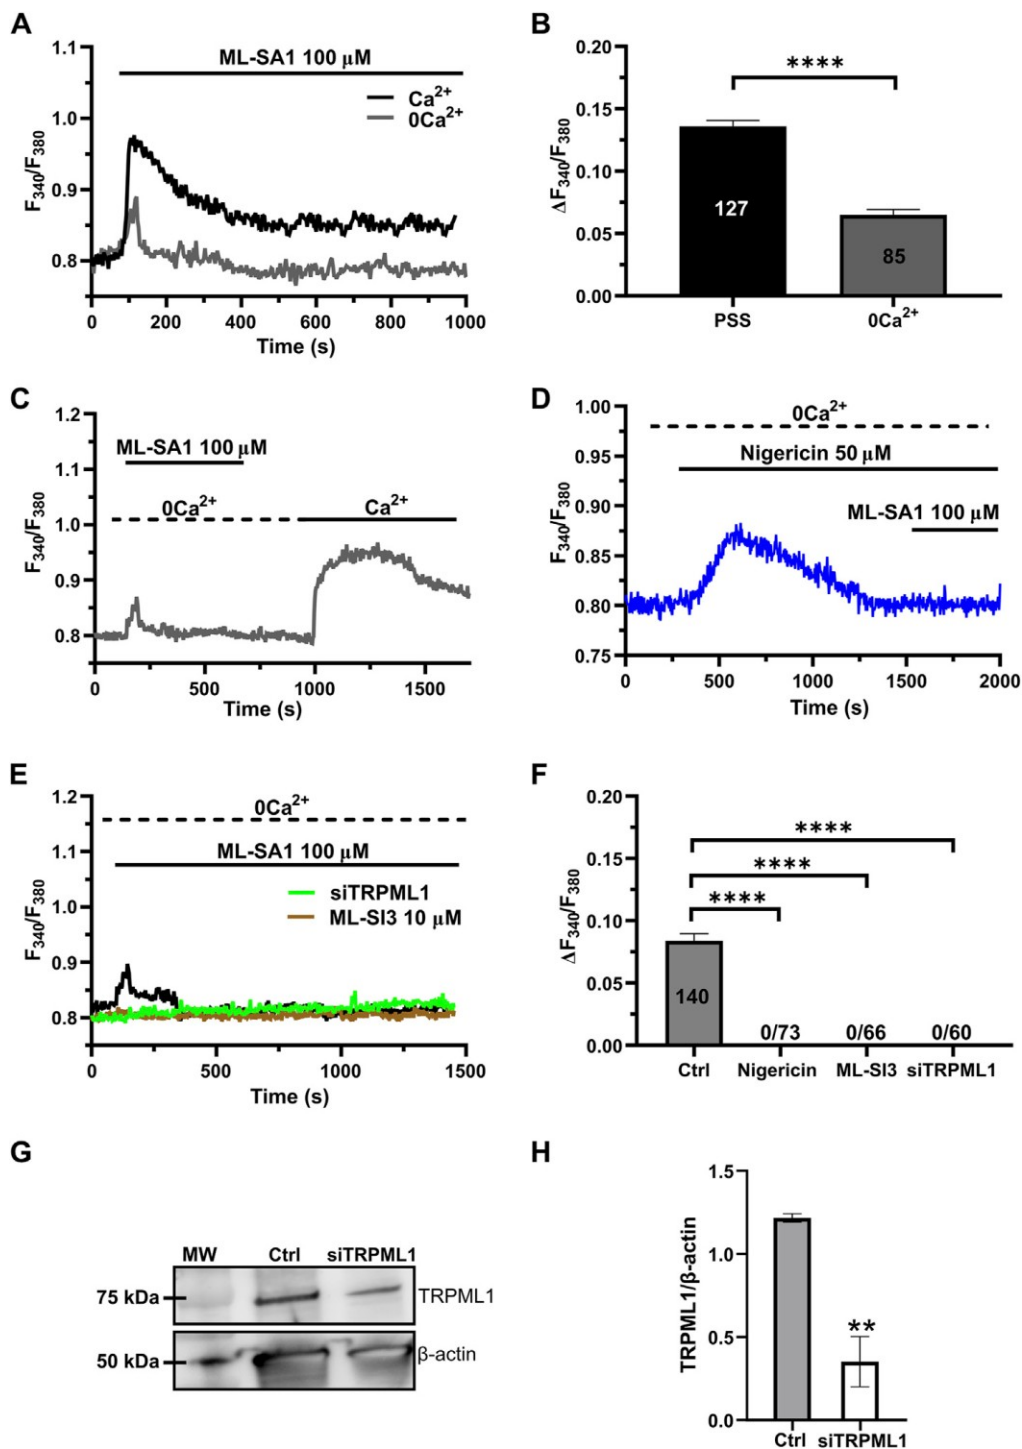 A
ML-SA1 100 µM
Ca²⁺
0Ca²⁺
F₃₄₀/F₃₈₀
1.1
1.0
0.9
0.8
0 200 400 600 800 1000
Time (s)
B
****
ΔF₃₄₀/F₃₈₀
0.20
0.15
0.10
0.05
0.00
127
85
PSS 0Ca²⁺
C
ML-SA1 100 µM
0Ca²⁺ Ca²⁺
F₃₄₀/F₃₈₀
1.2
1.1
1.0
0.9
0.8
0 500 1000 1500
Time (s)
D
0Ca²⁺
Nigericin 50 µM
ML-SA1 100 µM
F₃₄₀/F₃₈₀
1.00
0.95
0.90
0.85
0.80
0.75
0 500 1000 1500 2000
Time (s)
E
0Ca²⁺
ML-SA1 100 µM
siTRPML1
ML-SI3 10 µM
F₃₄₀/F₃₈₀
1.2
1.1
1.0
0.9
0.8
0 500 1000 1500
Time (s)
F
****
****
****
ΔF₃₄₀/F₃₈₀
0.20
0.15
0.10
0.05
0.00
140
0/73 0/66 0/60
Ctrl Nigericin ML-SI3 siTRPML1
G
MW Ctrl siTRPML1
75 kDa
TRPML1
50 kDa
β-actin
H
TRPML1/β-actin
1.5
1.0
0.5
0.0
**
Ctrl siTRPML1